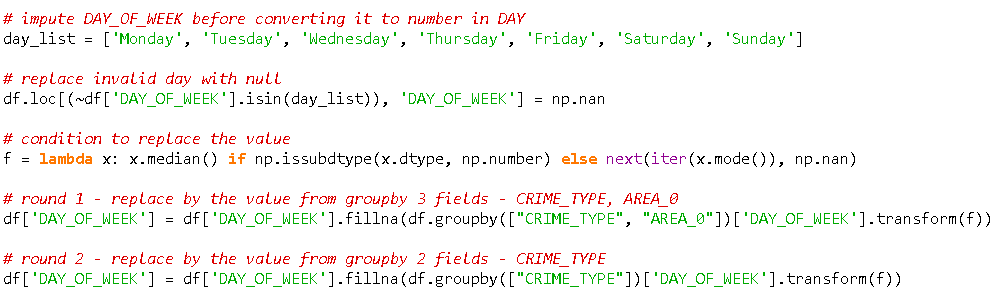 # impute DAY_OF_WEEK before converting it to number in DAY
day_list = ['Monday', 'Tuesday', 'Wednesday', 'Thursday', 'Friday', 'Saturday', 'Sunday']
# replace invalid day with null
df.loc[(~df['DAY_OF_WEEK'].isin(day_list)), 'DAY_OF_WEEK'] = np.nan
# condition to replace the value
f = lambda x: x.median() if np.issubdtype(x.dtype, np.number) else next(iter(x.mode()), np.nan)
# round 1 - replace by the value from groupby 3 fields - CRIME_TYPE, AREA_0
df['DAY_OF_WEEK'] = df['DAY_OF_WEEK'].fillna(df.groupby(["CRIME_TYPE", "AREA_0"])['DAY_OF_WEEK'].transform(f))
# round 2 - replace by the value from groupby 2 fields - CRIME_TYPE
df['DAY_OF_WEEK'] = df['DAY_OF_WEEK'].fillna(df.groupby(["CRIME_TYPE"])['DAY_OF_WEEK'].transform(f))